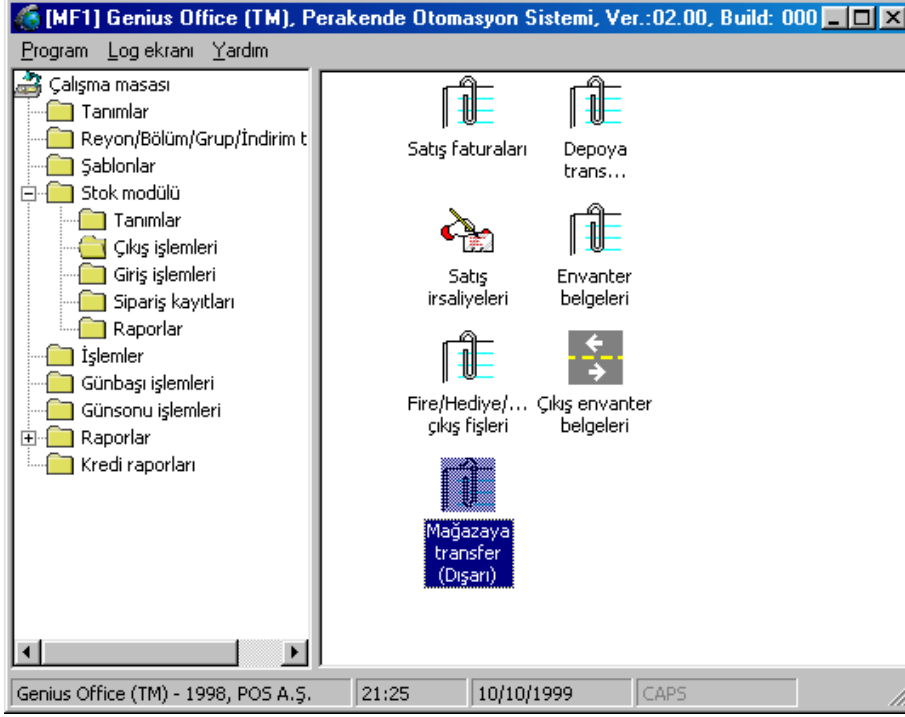 [MF1] Genius Office (TM), Perakende Otomasyon Sistemi, Ver.:02.00, Build: 000
Program Log ekranı Yardım
Çalışma masası
Tanımlar
Reyon/Bölüm/Grup/İndirim t
Şablonlar
Stok modülü
Tanımlar
Çıkış işlemleri
Giriş işlemleri
Sipariş kayıtları
Raporlar
İşlemler
Günbaşı işlemleri
Günsonu işlemleri
Raporlar
Kredi raporları
Satış faturaları
Depoya
trans...
Satış
irsaliyeleri
Envanter
belgeleri
Fire/Hediye/...
çıkış fişleri
Çıkış envanter
belgeleri
Mağazaya
transfer
(Dışarı)
Genius Office (TM) - 1998, POS A.Ş. 21:25 10/10/1999 CAPS